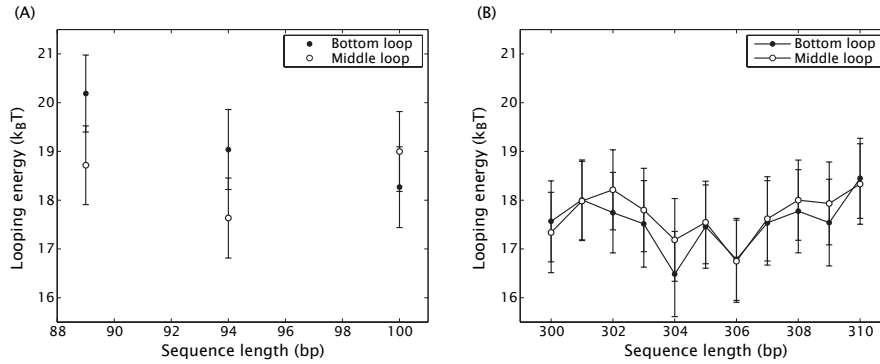 (A)
Bottom loop
Middle loop
Looping energy (kBT)
21
20
19
18
17
16
88 90 92 94 96 98 100
Sequence length (bp)
(B)
Bottom loop
Middle loop
Looping energy (kBT)
21
20
19
18
17
16
300 302 304 306 308 310
Sequence length (bp)